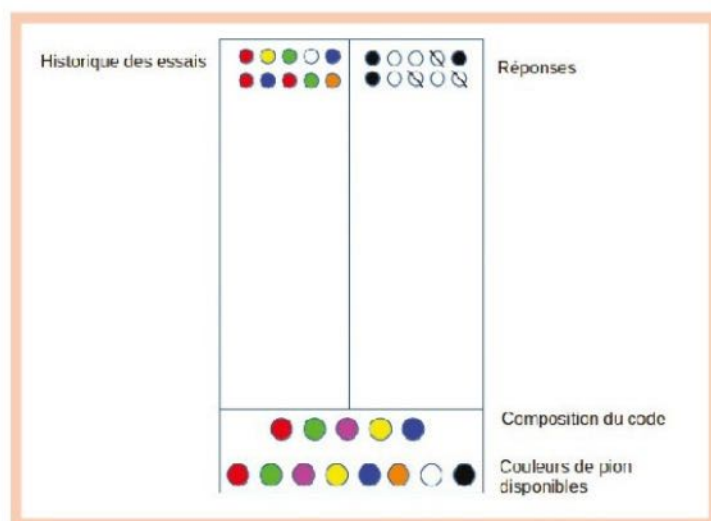 Historique des essais
Réponses
Composition du code
Couleurs de pion
disponibles